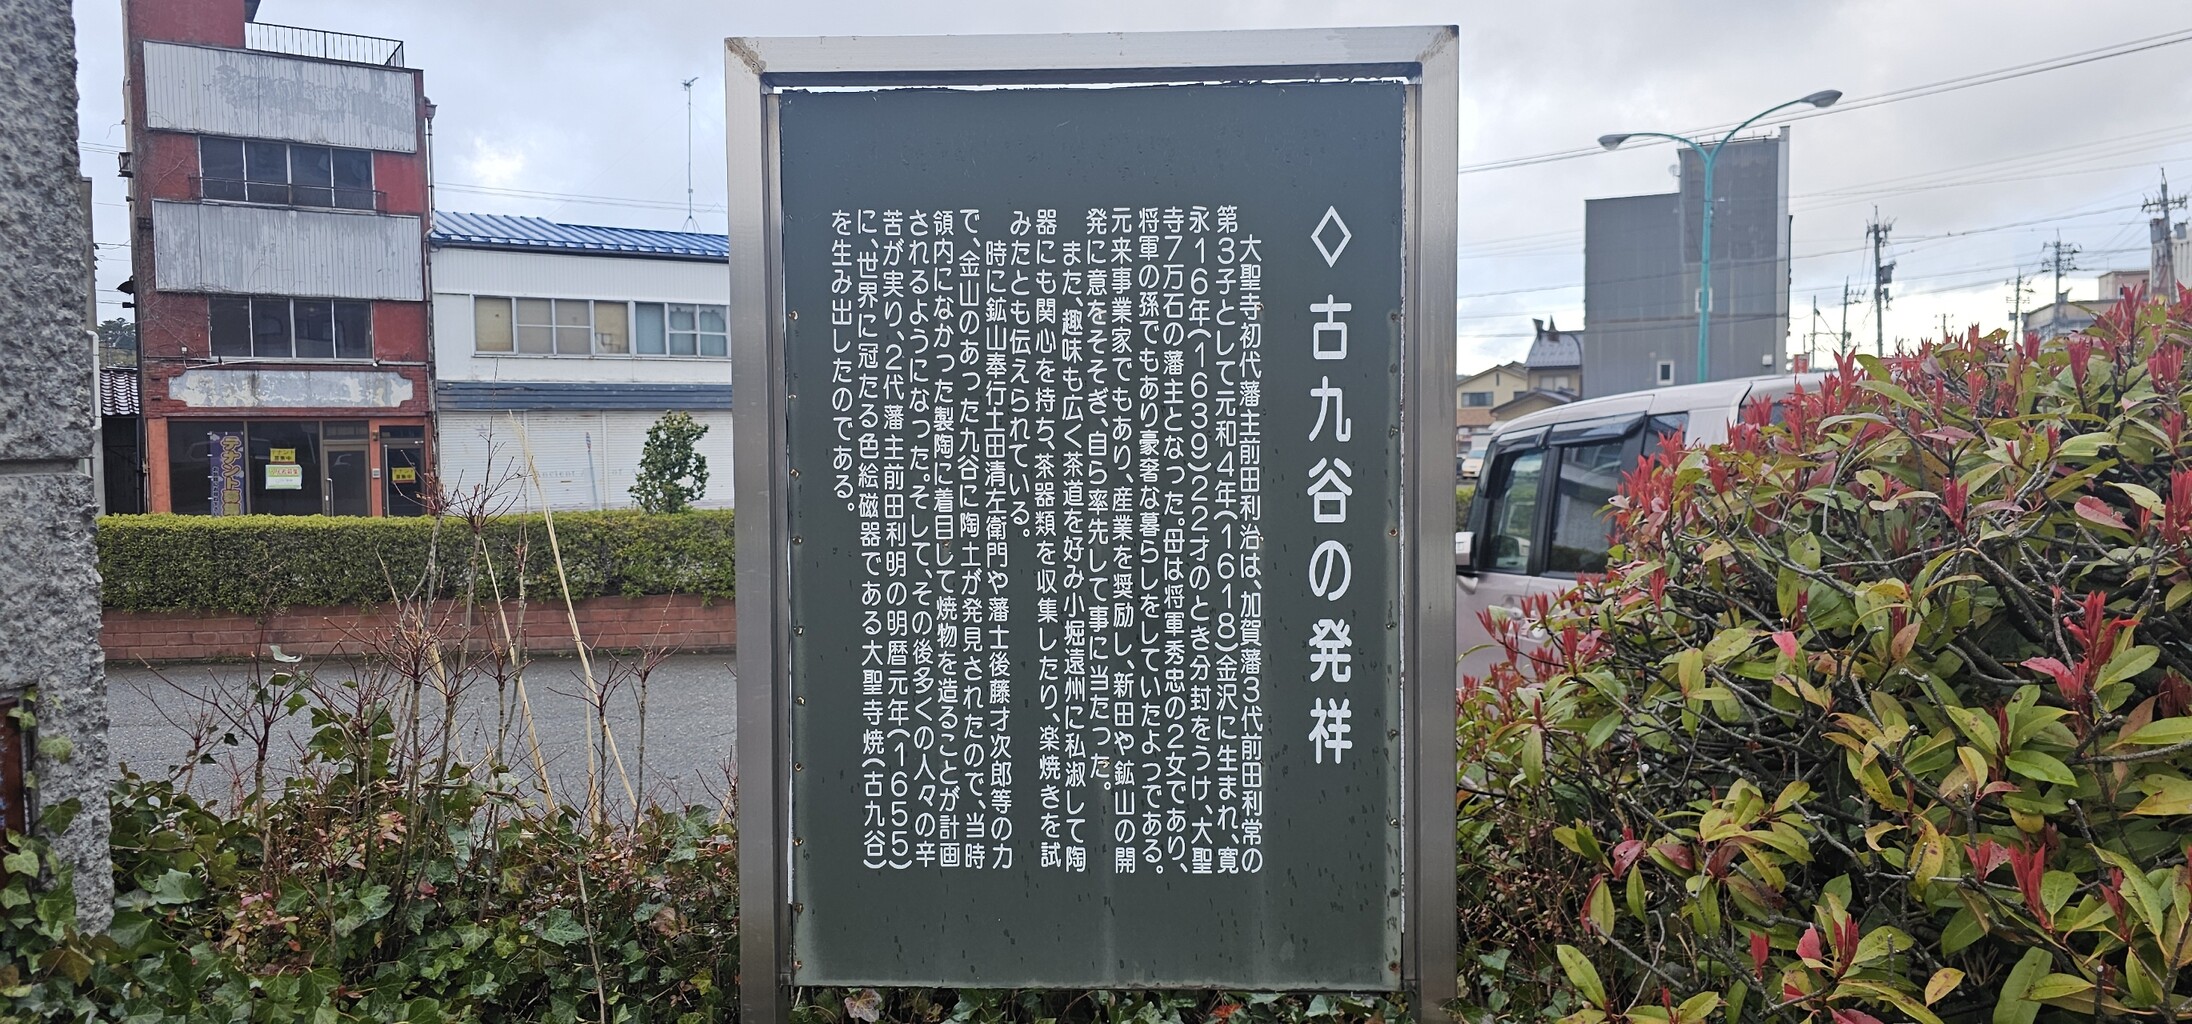 ◇ 古九谷の発祥
大聖寺初代藩主前田利治は、加賀藩3代前田利常の
第3子として元和4年(1618)金沢に生まれ、寛
永16年(1639)22才のとき分封をうけ、大聖
寺7万石の藩主となった。母は将軍秀忠の2女であり、
将軍の孫でもあり豪奢な暮らしをしていたよってである。
元来事業家でもあり、産業を奨励し、新田や鉱山の開
発に意をそそぎ、自ら率先して事に当たった。
また、趣味も広く茶道を好み小堀遠州に私淑して陶
器にも関心を持ち、茶器類を収集したり、楽焼きを試
みたとも伝えられている。
時に鉱山奉行土田清左衛門や藩士後藤才次郎等の力
で、金山のあった九谷に陶土が発見されたので、当時
領内になかった製陶に着目して焼物を造ることが計画
されるようになった。そして、その後多くの人々の辛
苦が実り、2代藩主前田利明の明暦元年(1655)
に、世界に冠たる色絵磁器である大聖寺焼(古九谷)
を生み出したのである。
テナント募集
テナント
募集中